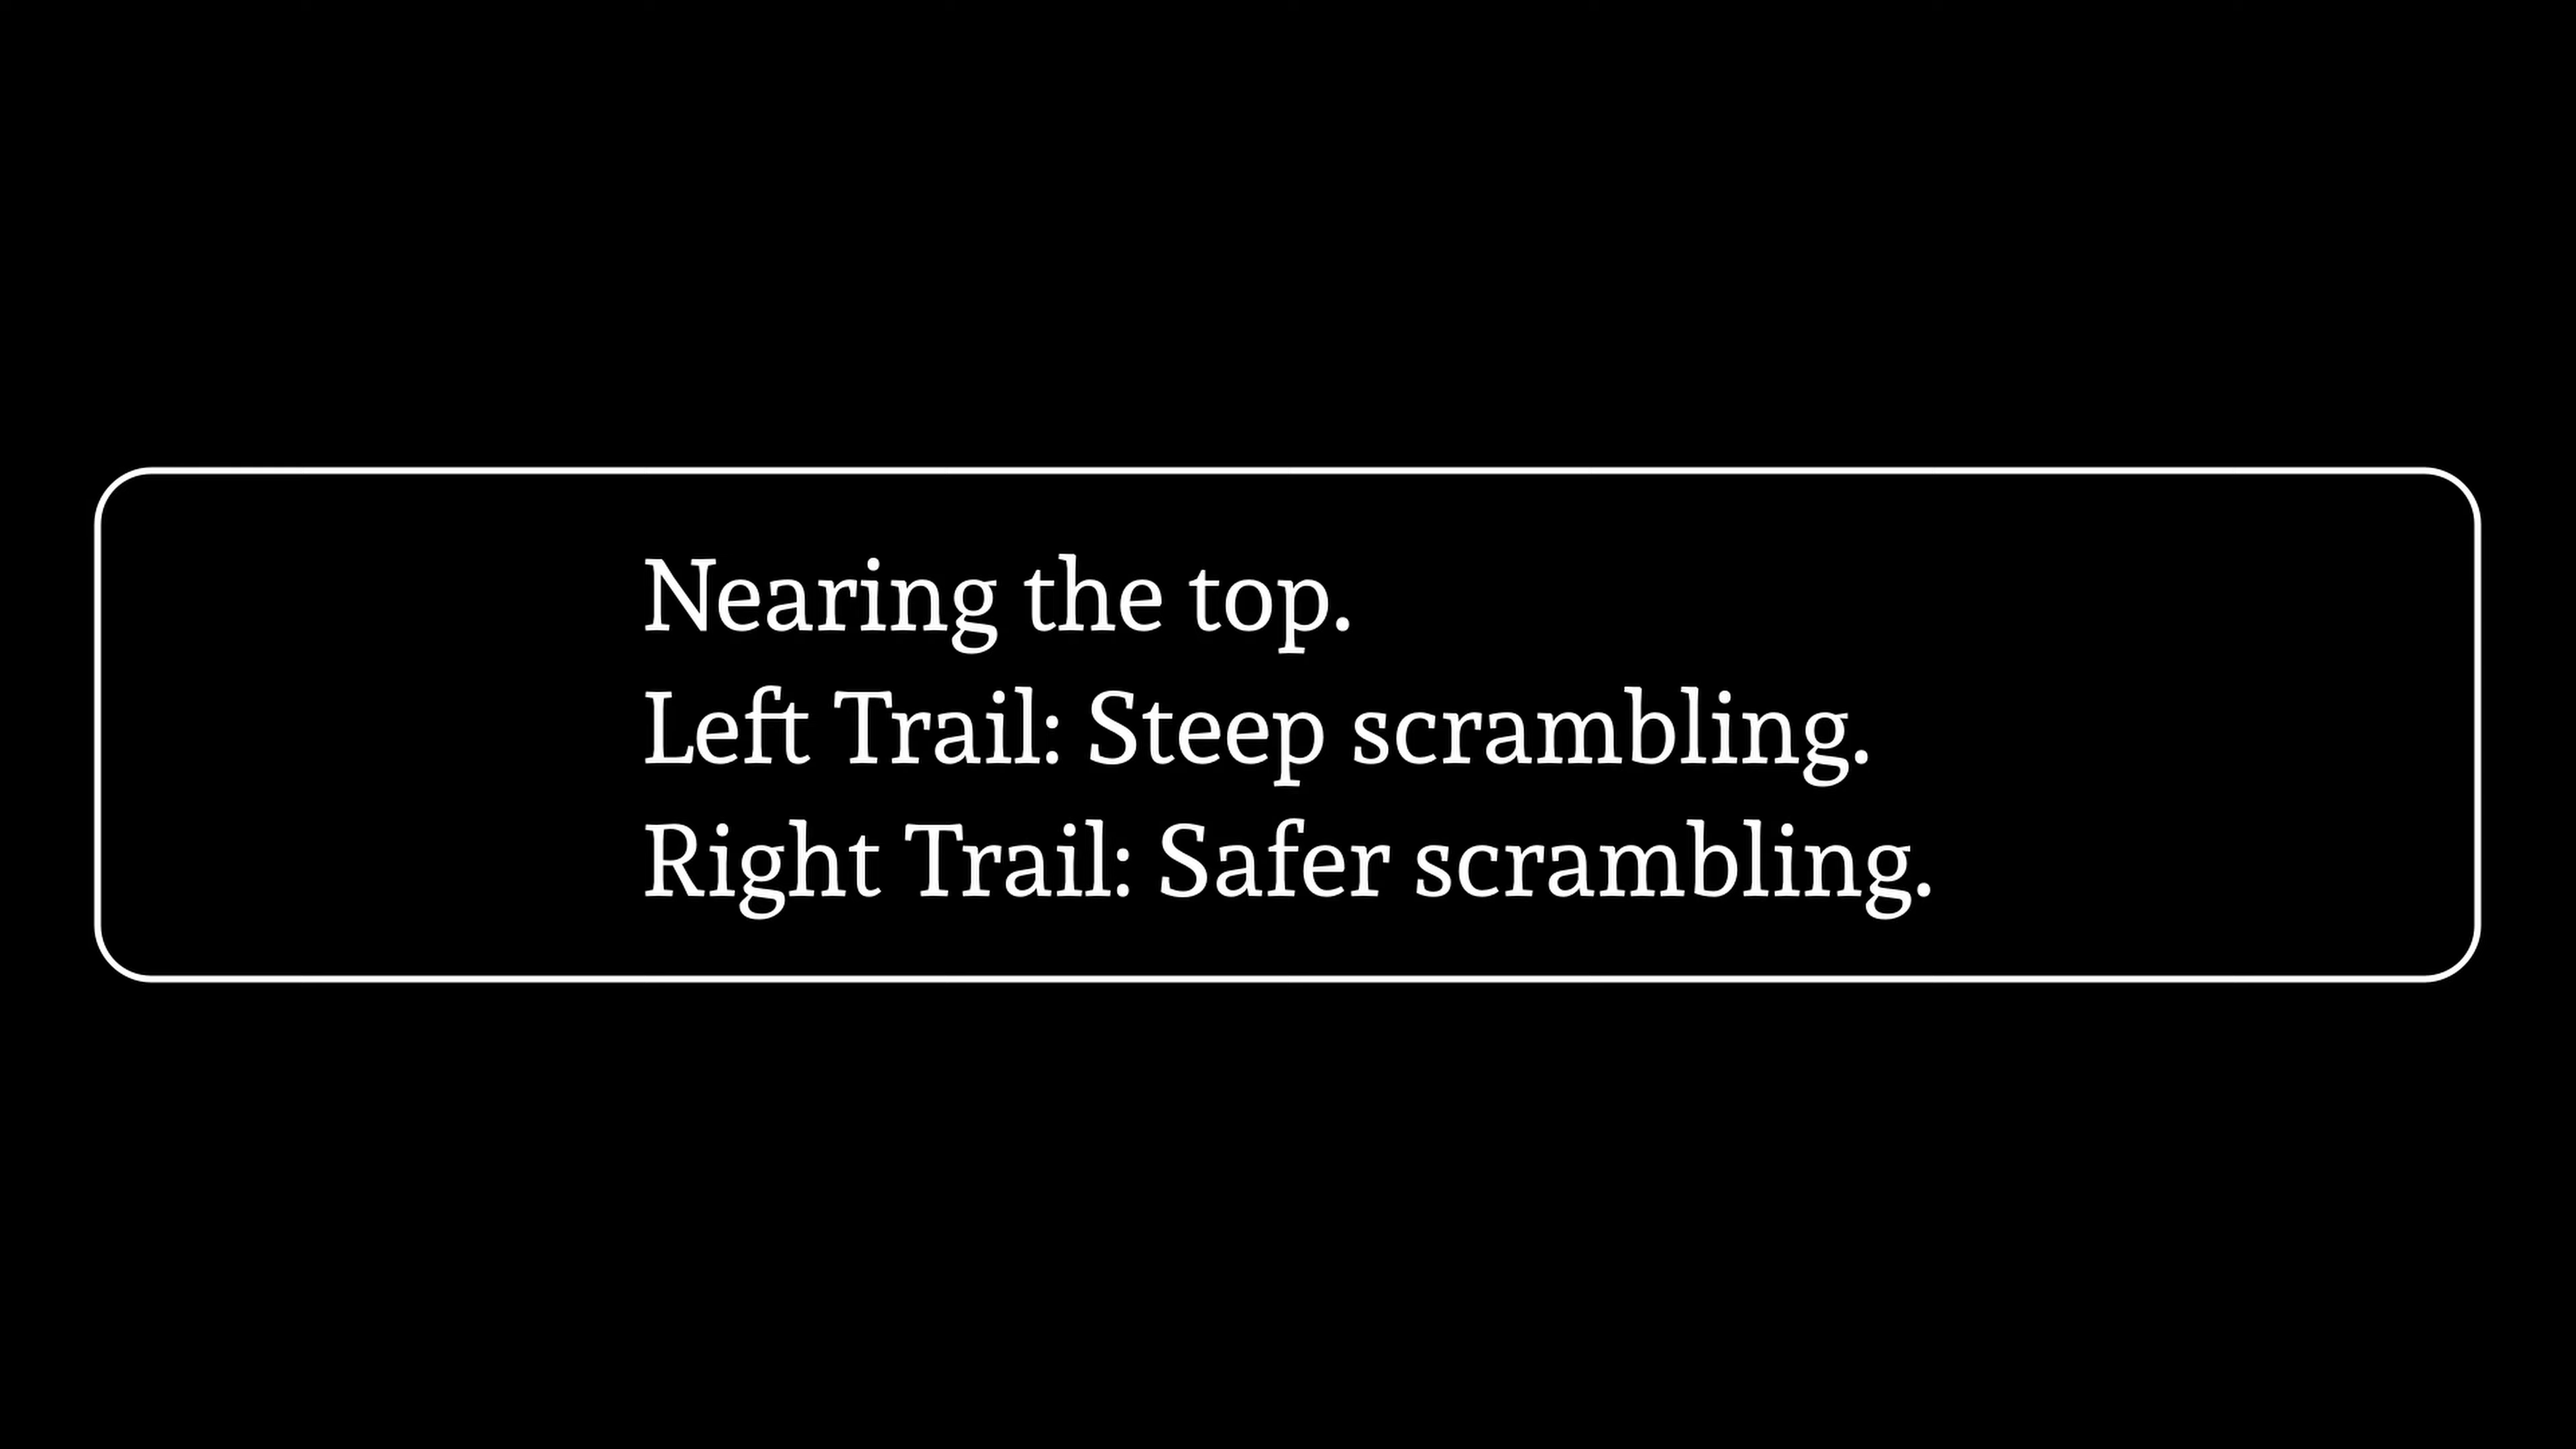 Nearing the top.
Left Trail: Steep scrambling.
Right Trail: Safer scrambling.